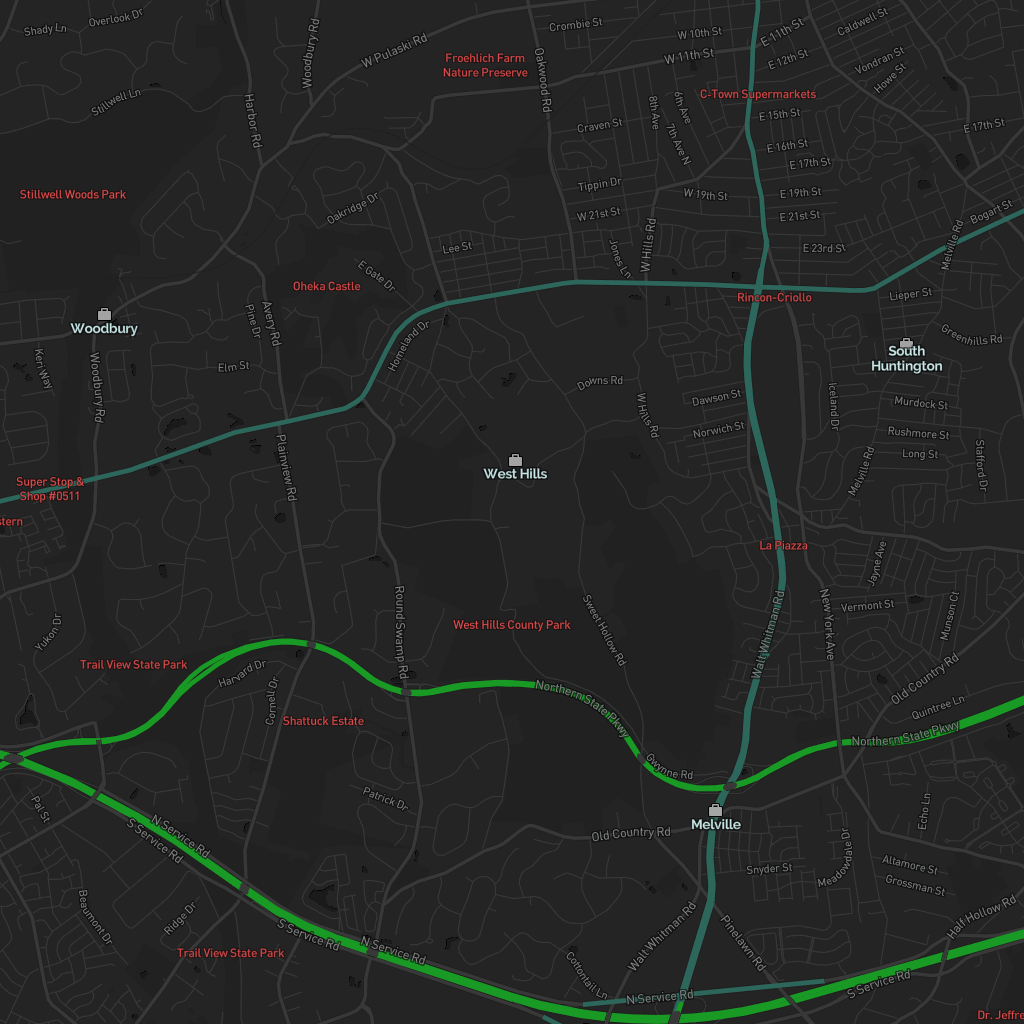 Shady Ln
Overlook Dr
Woodbury Rd
W Pulaski Rd
Crombie St
W 10th St
E 11th St
Caldwell St
Froehlich Farm
Nature Preserve
Oakwood Rd
W 11th St
E 12th St
Vondran St
Howe St
Stillwell Ln
Harbor Rd
8th Ave
6th Ave
C-Town Supermarkets
E 15th St
Craven St
7th Ave N
E 16th St
E 17th St
E 17th St
Stillwood Woods Park
Oakridge Dr
Tippin Dr
W 19th St
E 19th St
W 21st St
E 21st St
Bogart St
Lee St
Jones Ln
W Hills Rd
E 23rd St
Melville Rd
E Gate Dr
Oheka Castle
Rincon-Criollo
Lieper St
Woodbury
Pine Dr
Avery Rd
Homeland Dr
Greenhills Rd
South
Huntington
Keri Way
Woodbury Rd
Elm St
Downs Rd
W Hills Rd
Dawson St
Iceland Dr
Murdock St
Norwich St
Rushmore St
Long St
Stafford Dr
Plainview Rd
West Hills
Melville Rd
Super Stop &
Shop #0511
stern
La Piazza
Jayne Ave
Round Swamp Rd
Sweet Hollow Rd
Walt Whitman Rd
New York Ave
Vermont St
Munson Ct
Yukon Dr
West Hills County Park
Trail View State Park
Harvard Dr
Cornell Dr
Old Country Rd
Shattuck Estate
Northern State Pkwy
Quintree Ln
Northern State Pkwy
Gwynne Rd
Pal St
Patrick Dr
Melville
Echo Ln
N Service Rd
S Service Rd
Old Country Rd
Snyder St
Meadowdale Dr
Altamore St
Grossman St
Beaumont Dr
Ridge Dr
S Service Rd
N Service Rd
Walt Whitman Rd
Pinelawn Rd
Half Hollow Rd
Trail View State Park
Cottontail Ln
N Service Rd
S Service Rd
Dr. Jeffre